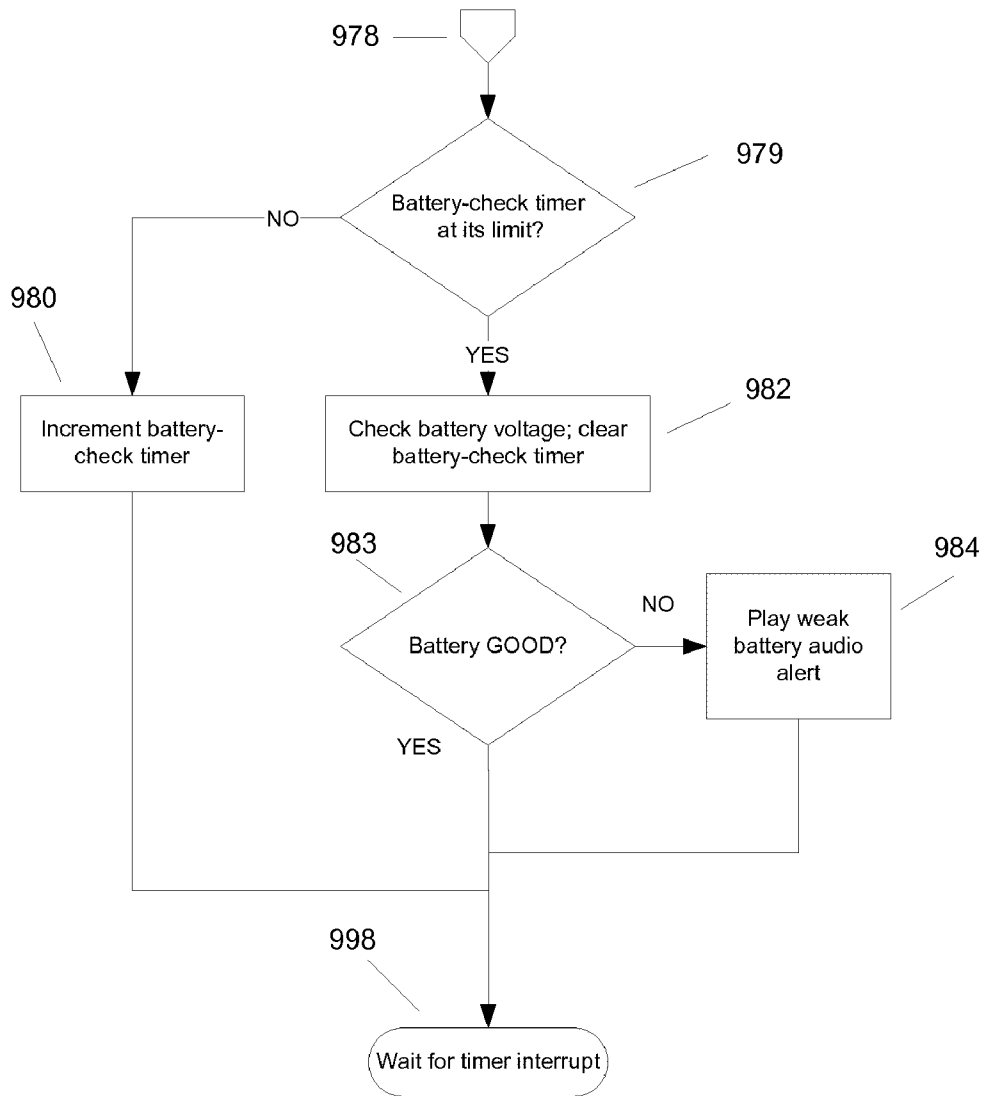 978
979
Battery-check timer
at its limit?
NO
980
YES
982
Increment battery-
check timer
Check battery voltage; clear
battery-check timer
983
984
NO
Play weak
battery audio
alert
Battery GOOD?
YES
998
Wait for timer interrupt